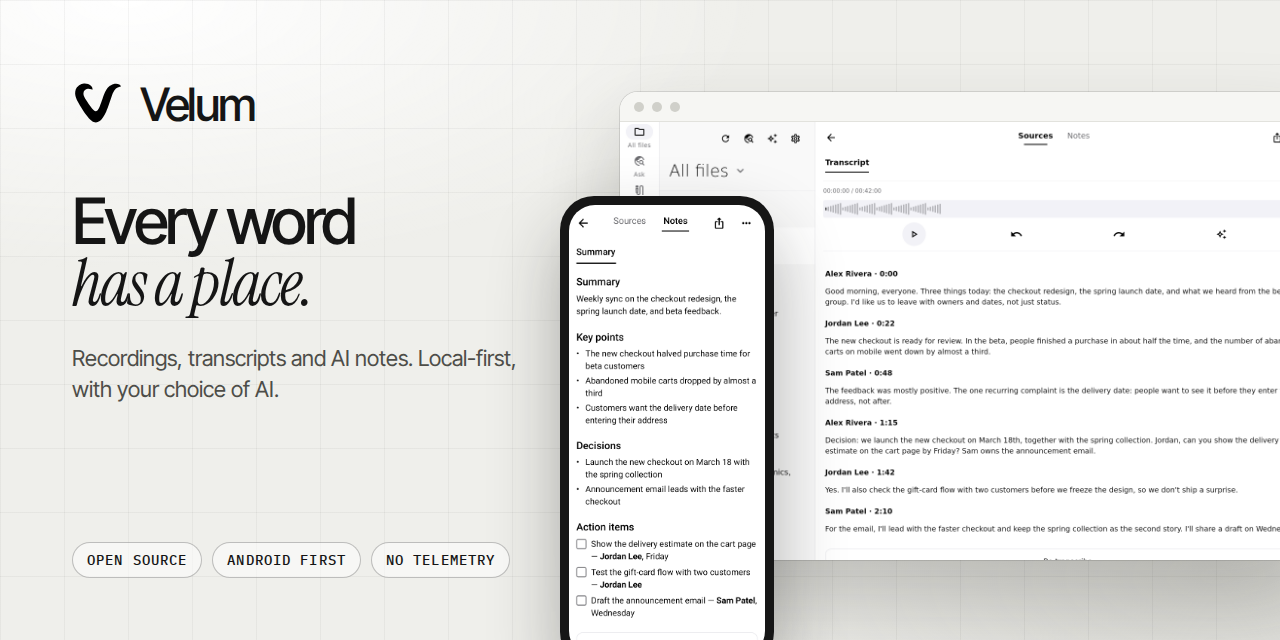 Velum
Every word
has a place.
Recordings, transcripts and AI notes. Local-first,
with your choice of AI.
OPEN SOURCE
ANDROID FIRST
NO TELEMETRY
All files
Ask
All files
Sources
Notes
Transcript
00:00:00 / 00:42:00
Alex Rivera · 0:00
Good morning, everyone. Three things today: the checkout redesign, the spring launch date, and what we heard from the be
group. I'd like us to leave with owners and dates, not just status.
Jordan Lee · 0:22
The new checkout is ready for review. In the beta, people finished a purchase in about half the time, and the number of aban
carts on mobile went down by almost a third.
Sam Patel · 0:48
The feedback was mostly positive. The one recurring complaint is the delivery date: people want to see it before they enter
address, not after.
Alex Rivera · 1:15
Decision: we launch the new checkout on March 18th, together with the spring collection. Jordan, can you show the delivery
estimate on the cart page by Friday? Sam owns the announcement email.
Jordan Lee · 1:42
Yes. I'll also check the gift-card flow with two customers before we freeze the design, so we don't ship a surprise.
Sam Patel · 2:10
For the email, I'll lead with the faster checkout and keep the spring collection as the second story. I'll share a draft on Wedne
Sources
Notes
Summary
Summary
Weekly sync on the checkout redesign, the
spring launch date, and beta feedback.
Key points
• The new checkout halved purchase time for
beta customers
• Abandoned mobile carts dropped by almost a
third
• Customers want the delivery date before
entering their address
Decisions
• Launch the new checkout on March 18 with
the spring collection
• Announcement email leads with the faster
checkout
Action items
Show the delivery estimate on the cart page
— Jordan Lee, Friday
Test the gift-card flow with two customers
— Jordan Lee
Draft the announcement email — Sam Patel,
Wednesday